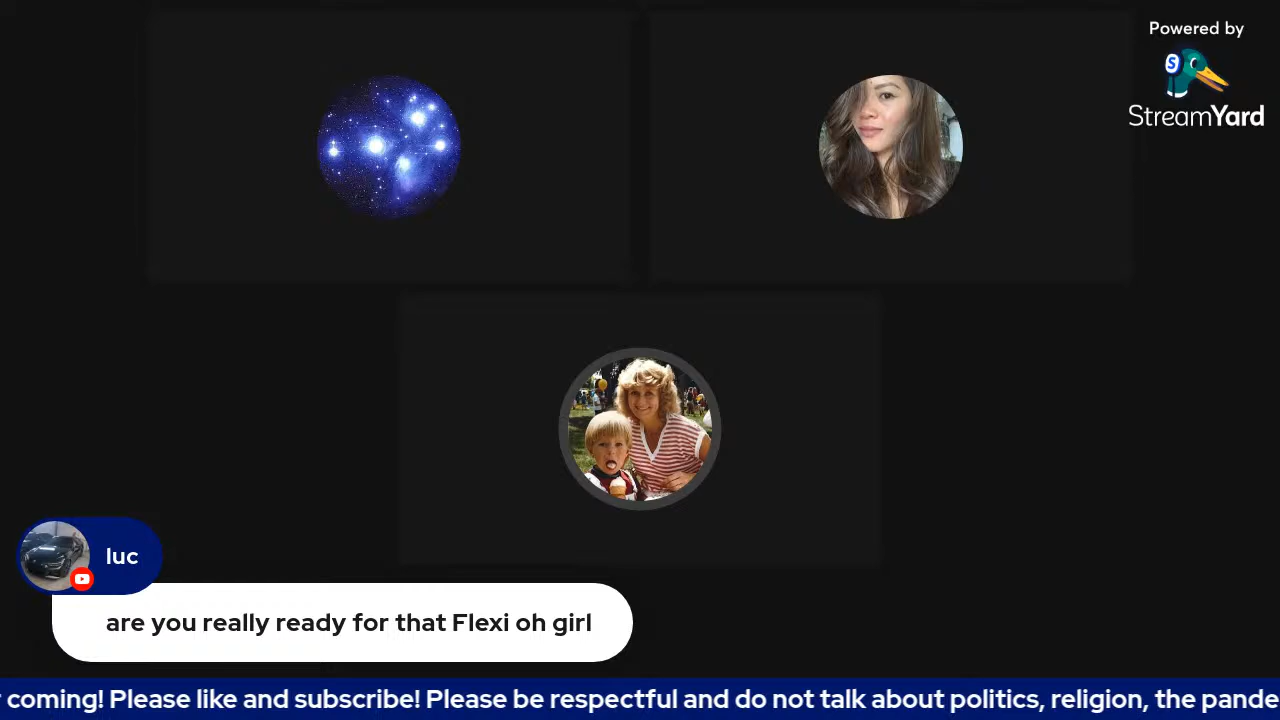 Powered by
StreamYard
luc
are you really ready for that Flexi oh girl
coming! Please like and subscribe! Please be respectful and do not talk about politics, religion, the pande